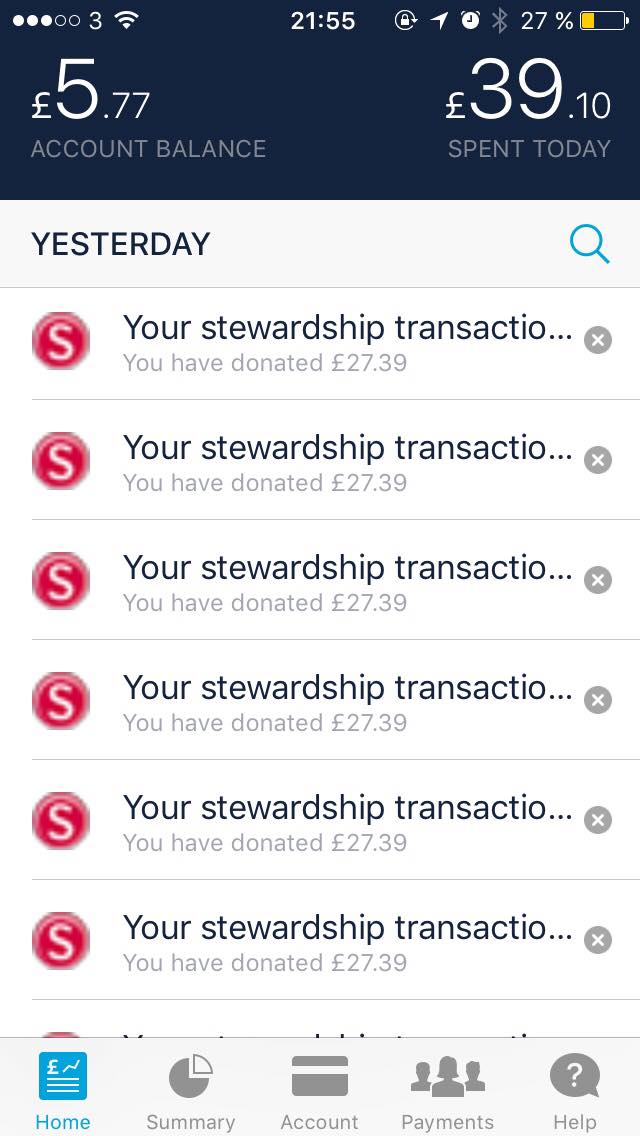 3 21:55 27 %
£5.77 £39.10
ACCOUNT BALANCE SPENT TODAY
YESTERDAY
S Your stewardship transactio...
You have donated £27.39
S Your stewardship transactio...
You have donated £27.39
S Your stewardship transactio...
You have donated £27.39
S Your stewardship transactio...
You have donated £27.39
S Your stewardship transactio...
You have donated £27.39
S Your stewardship transactio...
You have donated £27.39
£ ?
Home Summary Account Payments Help